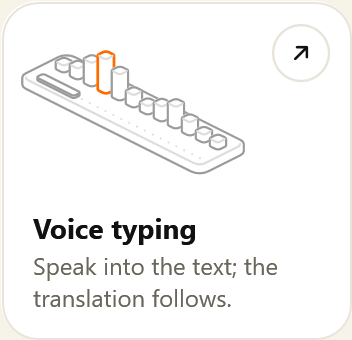 Voice typing
Speak into the text; the
translation follows.